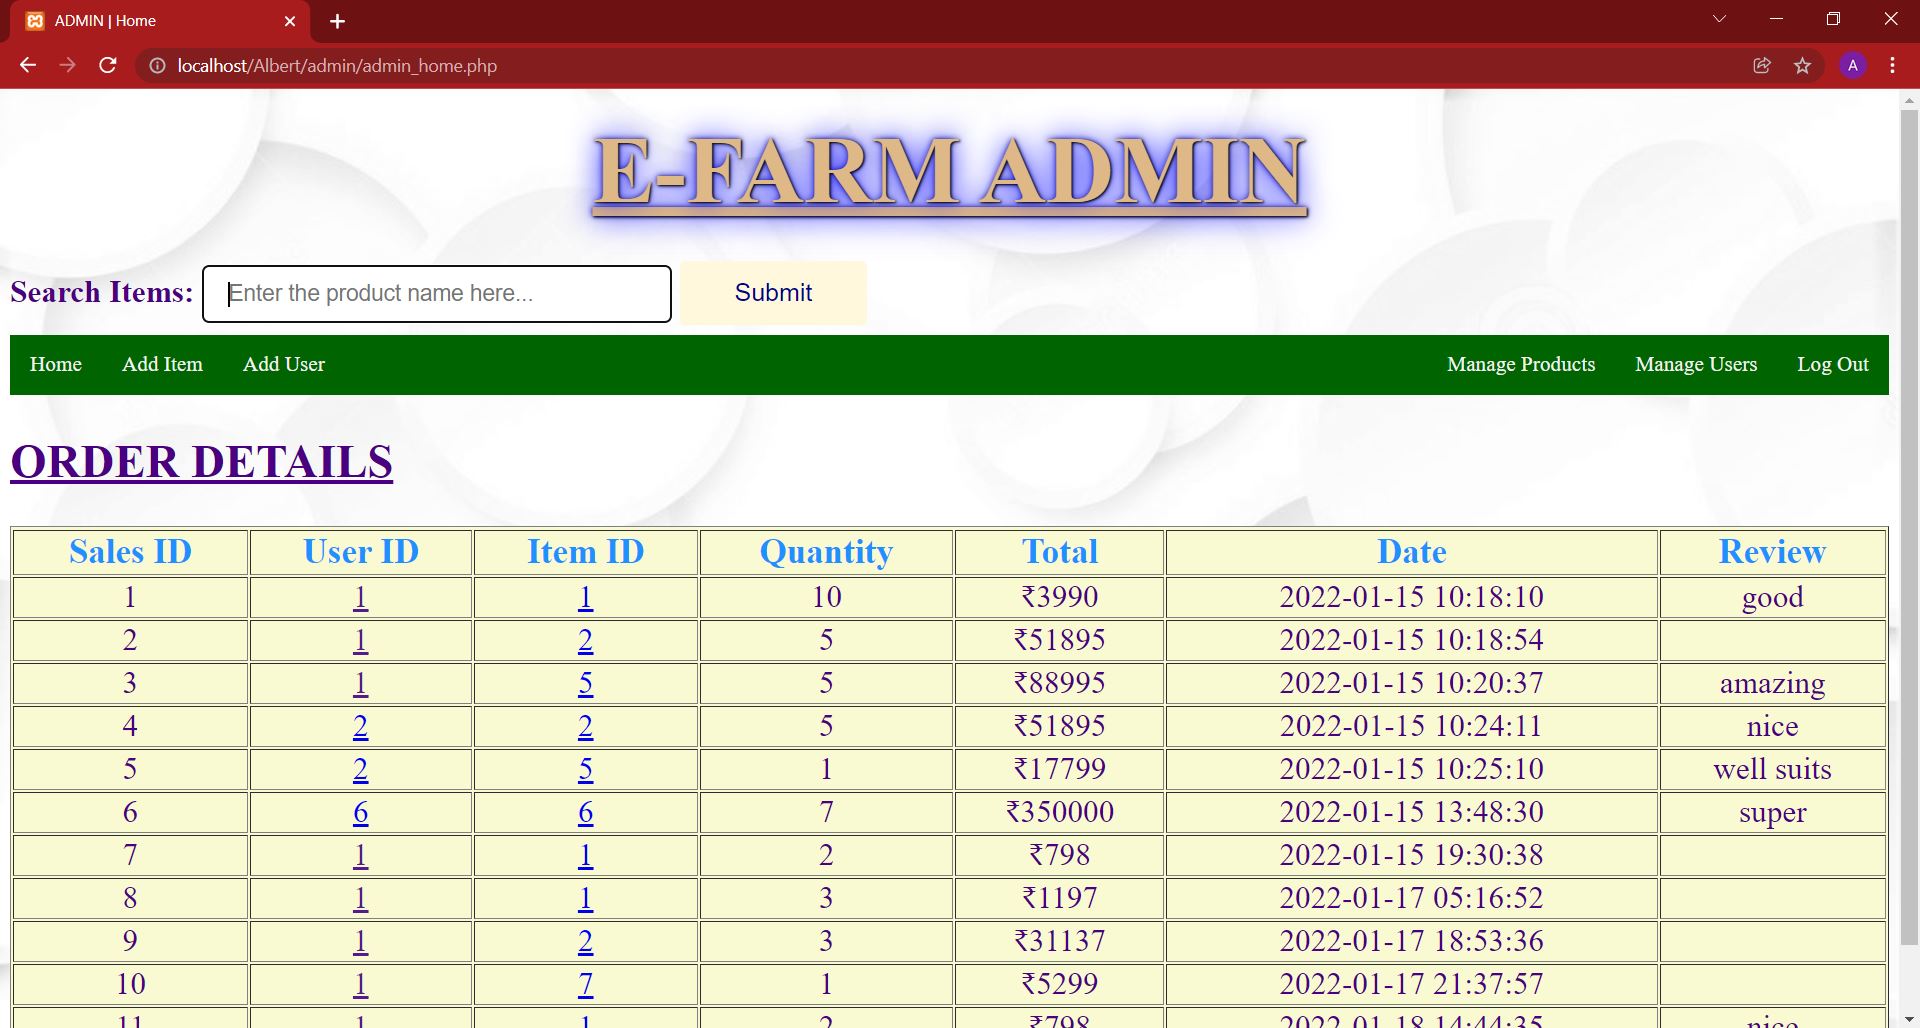 ADMIN | Home
localhost/Albert/admin/admin_home.php
A
E-FARM ADMIN
Search Items: Enter the product name here... Submit
Home Add Item Add User Manage Products Manage Users Log Out
ORDER DETAILS
Sales ID User ID Item ID Quantity Total Date Review
1 1 1 10 ₹3990 2022-01-15 10:18:10 good
2 1 2 5 ₹51895 2022-01-15 10:18:54
3 1 5 5 ₹88995 2022-01-15 10:20:37 amazing
4 2 2 5 ₹51895 2022-01-15 10:24:11 nice
5 2 5 1 ₹17799 2022-01-15 10:25:10 well suits
6 6 6 7 ₹350000 2022-01-15 13:48:30 super
7 1 1 2 ₹798 2022-01-15 19:30:38
8 1 1 3 ₹1197 2022-01-17 05:16:52
9 1 2 3 ₹31137 2022-01-17 18:53:36
10 1 7 1 ₹5299 2022-01-17 21:37:57
11 1 1 2 ₹798 2022-01-18 14:44:35 nice